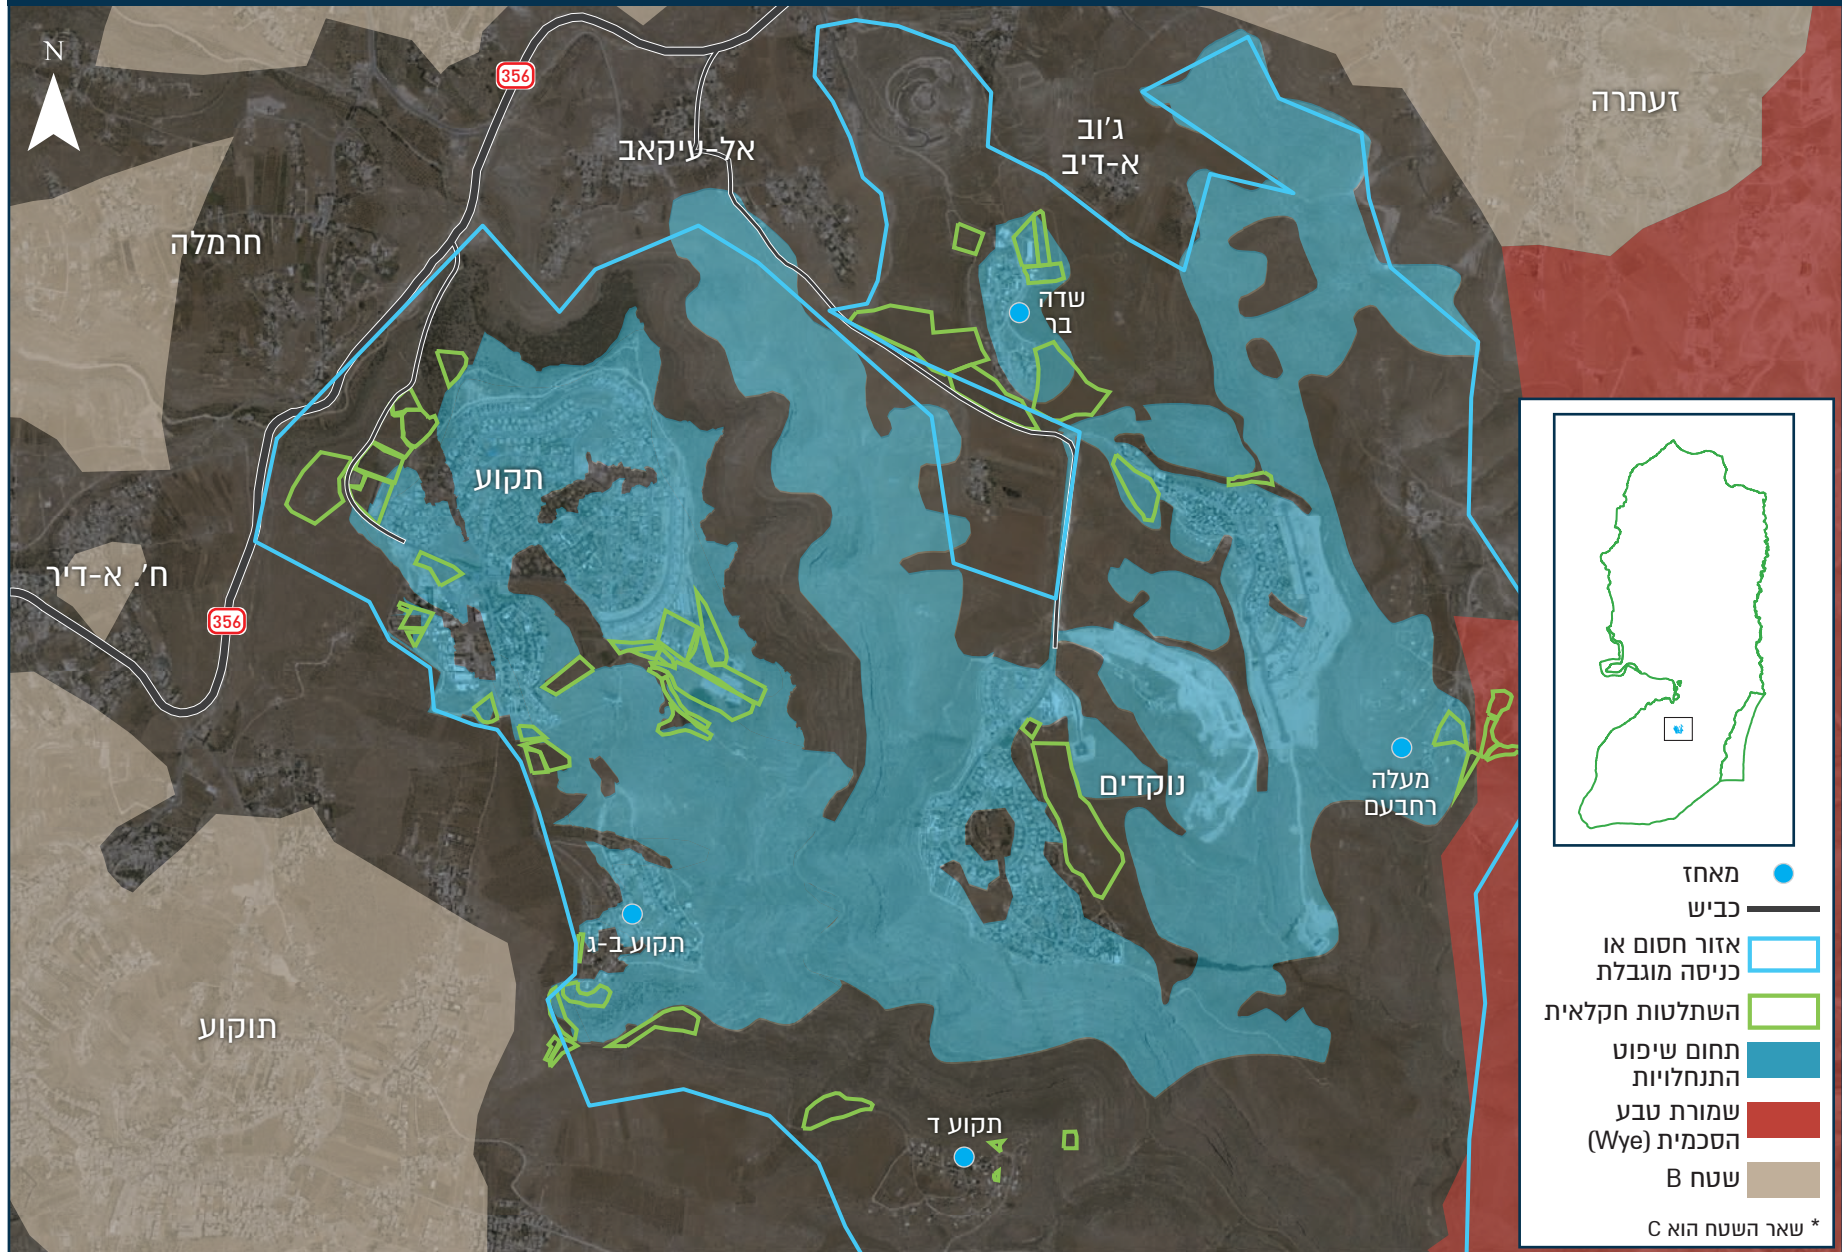 N
356
זעתרה
ג'וב
א-דיב
אל-עיקאב
חרמלה
שדה
בר
תקוע
ח'. א-דיר
356
נוקדים
מעלה
רחבעם
תקוע ב-ג
תוקוע
תקוע ד
מאחז
כביש
אזור חסום או
כניסה מוגבלת
השתלטות חקלאית
תחום שיפוט
התנחלויות
שמורת טבע
הסכמית (Wye)
שטח B
* שאר השטח הוא C